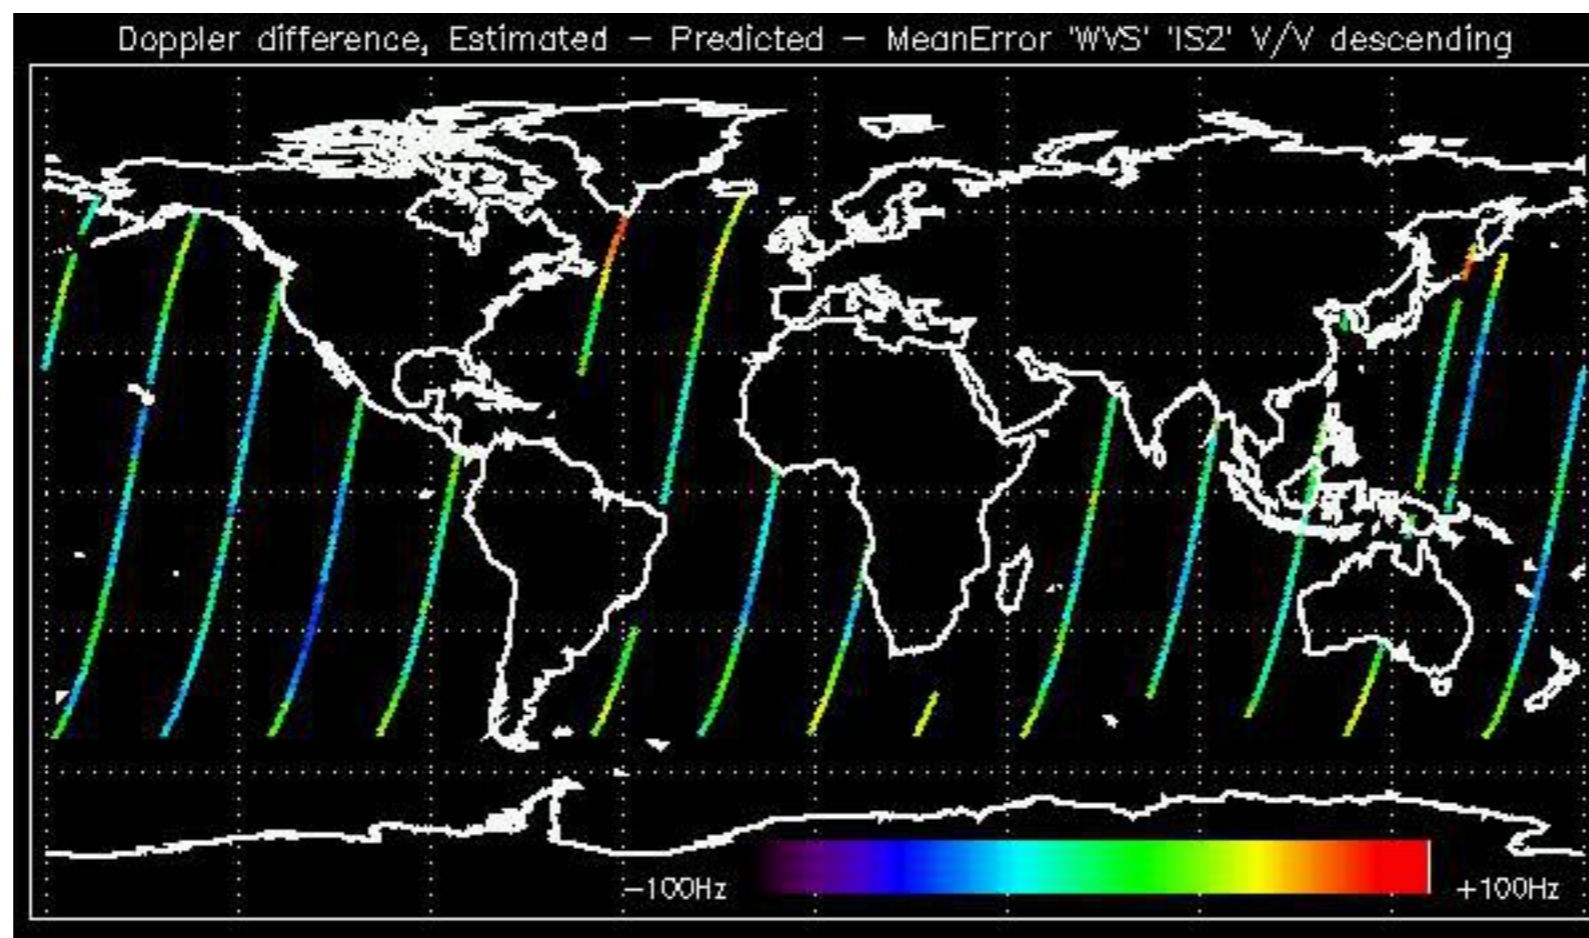 Doppler difference, Estimated – Predicted – MeanError 'WVS' 'IS2' V/V descending
–100Hz +100Hz